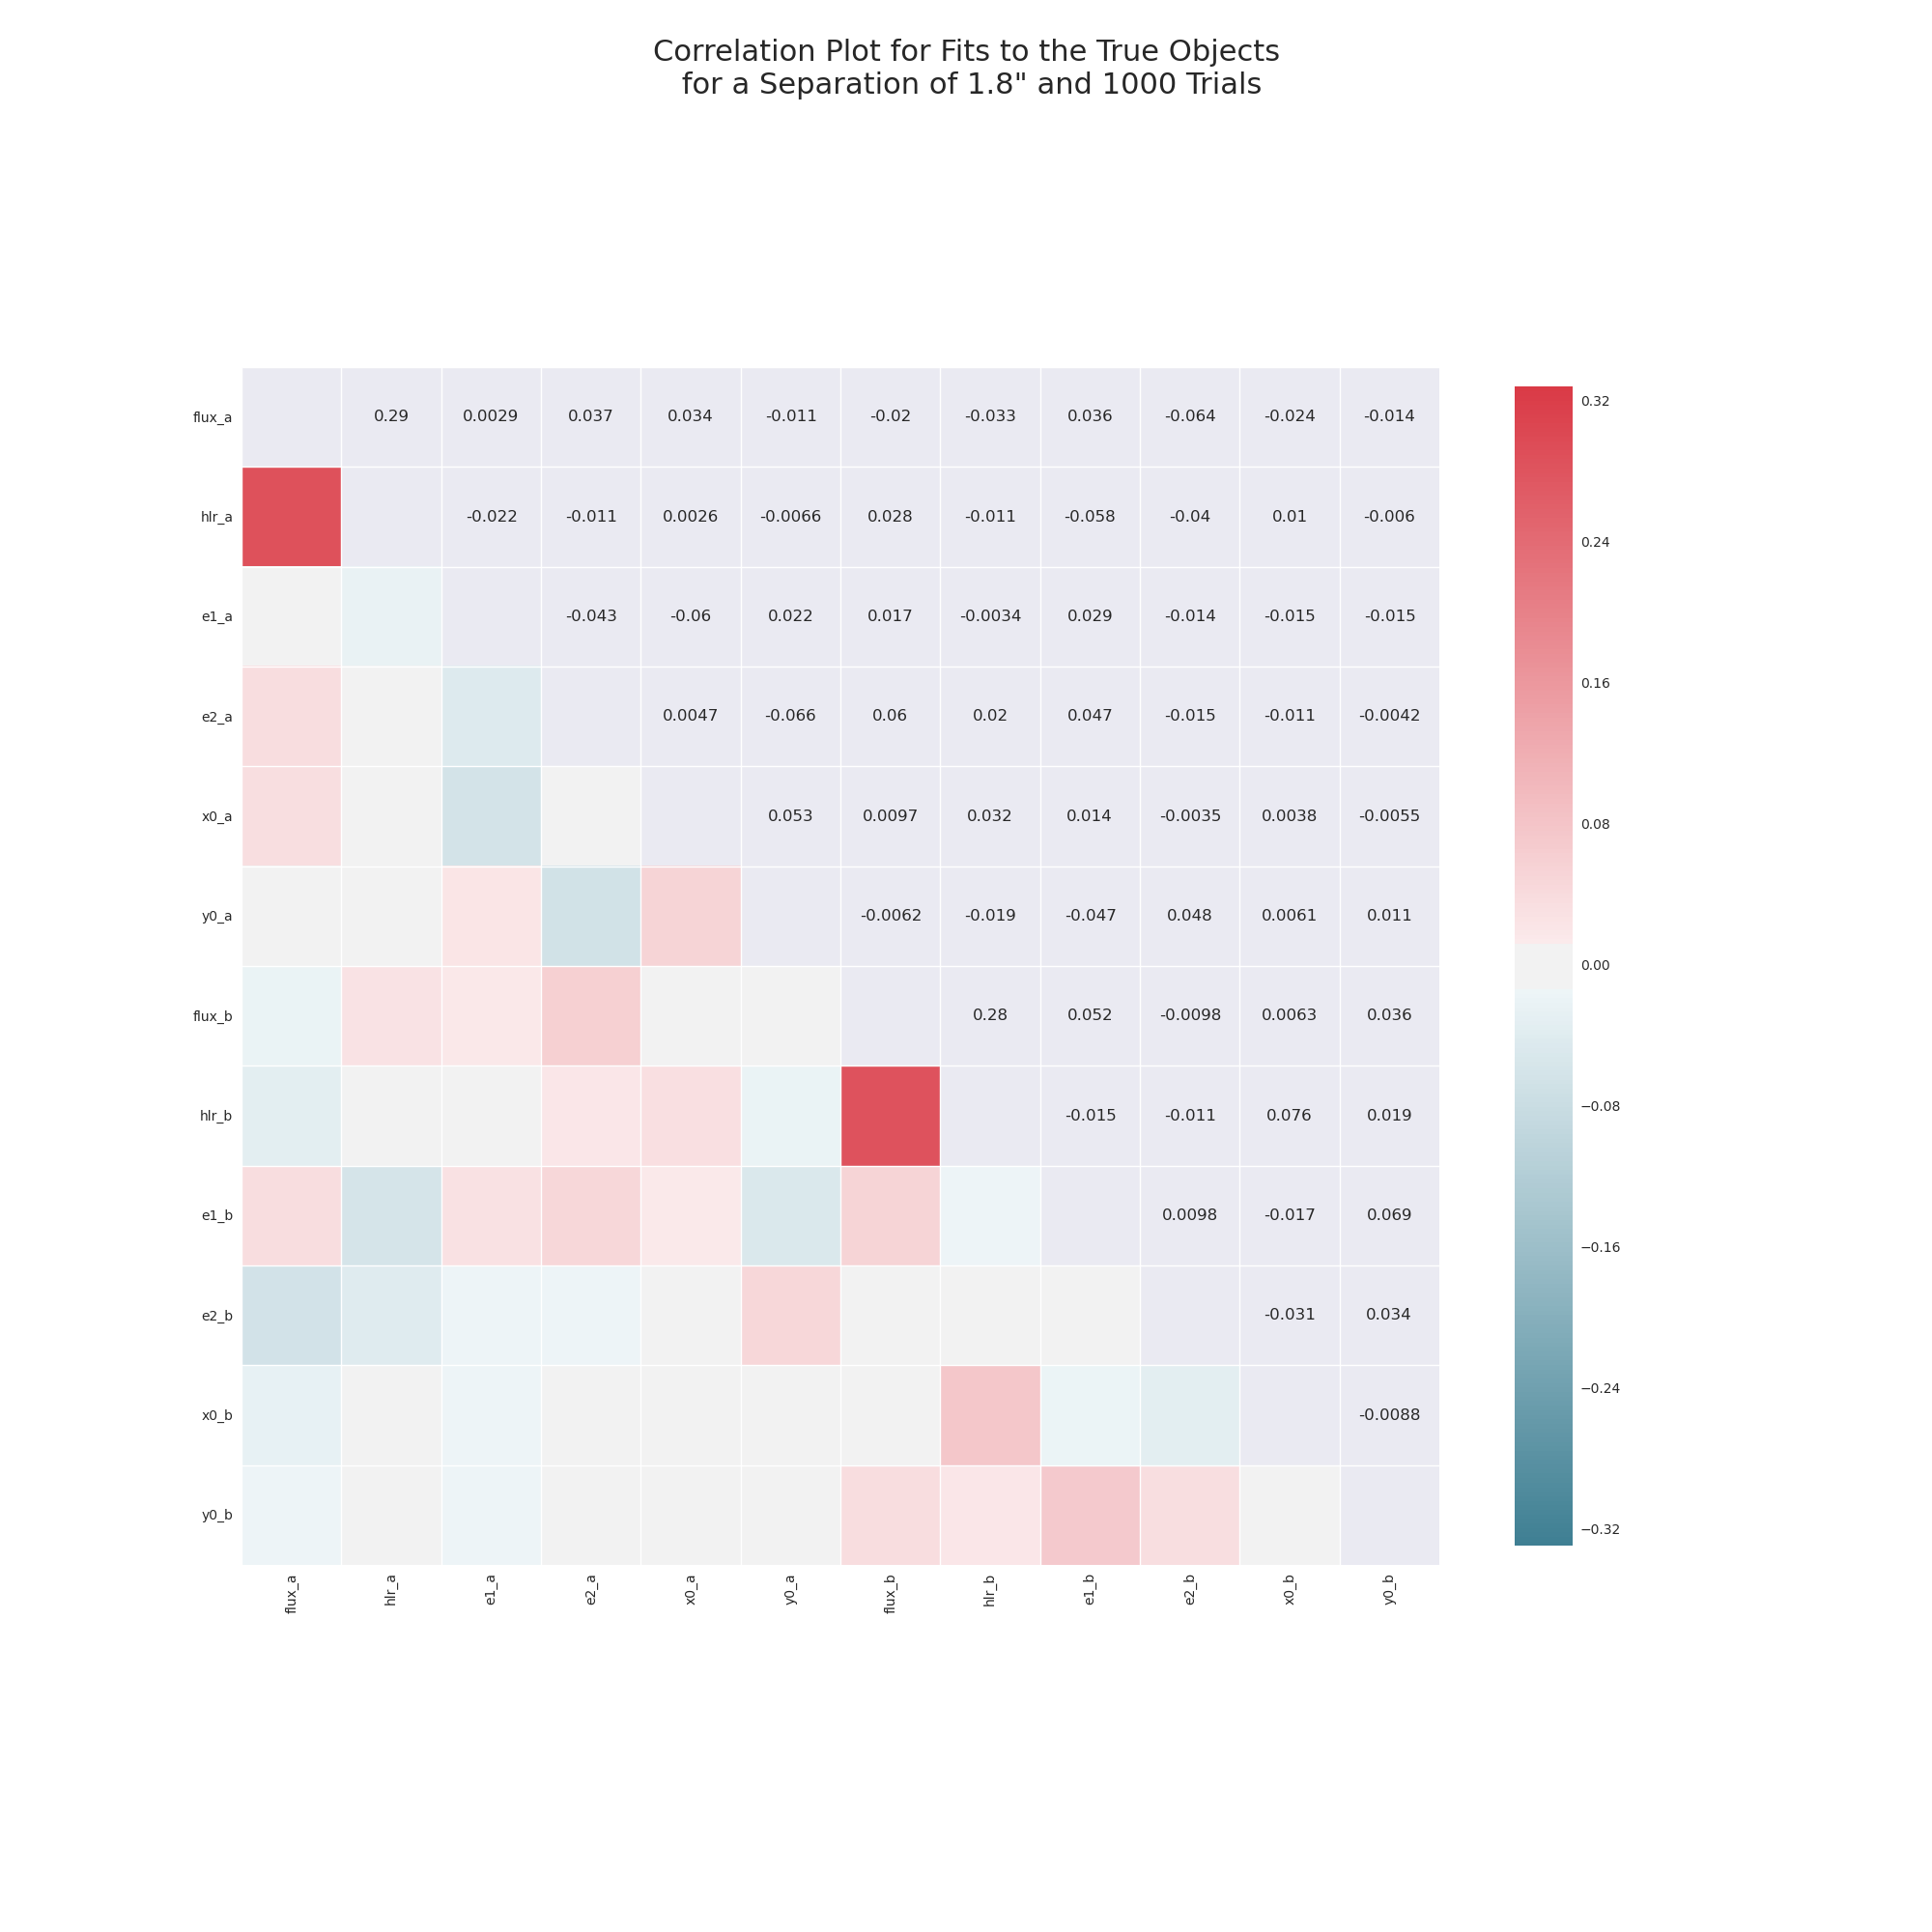 Correlation Plot for Fits to the True Objects
for a Separation of 1.8" and 1000 Trials
flux_a 0.29 0.0029 0.037 0.034 -0.011 -0.02 -0.033 0.036 -0.064 -0.024 -0.014
hlr_a -0.022 -0.011 0.0026 -0.0066 0.028 -0.011 -0.058 -0.04 0.01 -0.006
e1_a -0.043 -0.06 0.022 0.017 -0.0034 0.029 -0.014 -0.015 -0.015
e2_a 0.0047 -0.066 0.06 0.02 0.047 -0.015 -0.011 -0.0042
x0_a 0.053 0.0097 0.032 0.014 -0.0035 0.0038 -0.0055
y0_a -0.0062 -0.019 -0.047 0.048 0.0061 0.011
flux_b 0.28 0.052 -0.0098 0.0063 0.036
hlr_b -0.015 -0.011 0.076 0.019
e1_b 0.0098 -0.017 0.069
e2_b -0.031 0.034
x0_b -0.0088
y0_b
flux_a hlr_a e1_a e2_a x0_a y0_a flux_b hlr_b e1_b e2_b x0_b y0_b
0.32
0.24
0.16
0.08
0.00
−0.08
−0.16
−0.24
−0.32